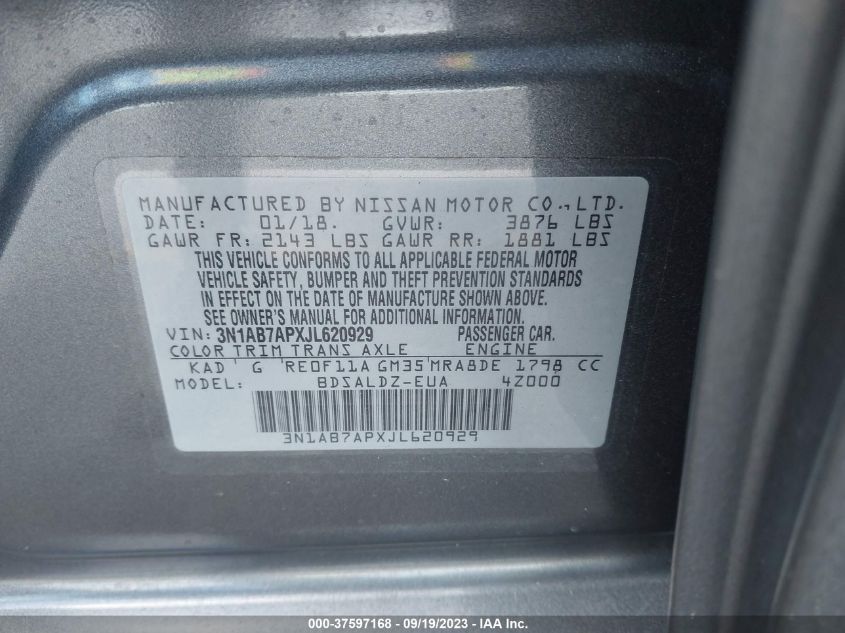 MANUFACTURED BY NISSAN MOTOR CO., LTD.
DATE: 01/18. GVWR: 3876 LBS
GAWR FR: 2143 LBS GAWR RR: 1881 LBS
THIS VEHICLE CONFORMS TO ALL APPLICABLE FEDERAL MOTOR
VEHICLE SAFETY, BUMPER AND THEFT PREVENTION STANDARDS
IN EFFECT ON THE DATE OF MANUFACTURE SHOWN ABOVE.
SEE OWNER'S MANUAL FOR ADDITIONAL INFORMATION.
VIN: 3N1AB7APXJL620929 PASSENGER CAR.
COLOR TRIM TRANS AXLE ENGINE
KAD G RE0F11A GM35 MRA8DE 1798 CC
MODEL: BDSALDZ-EUA 4Z000
3N1AB7APXJL620929
000-37597168 - 09/19/2023 - IAA Inc.